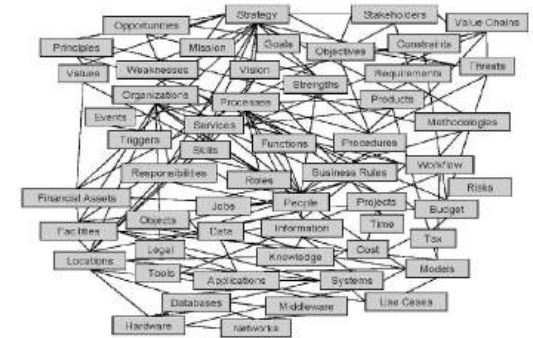 Strategy
Stakeholders
Opportunities
Value Chains
Principles
Mission
Goals
Objectives
Constraints
Values
Weaknesses
Vision
Requirements
Threats
Organizations
Strengths
Processes
Products
Events
Services
Methodologies
Triggers
Skills
Functions
Procedures
Responsibilities
Roles
Business Rules
Workflow
Risks
Financial Assets
Jobs
People
Projects
Budget
Facilities
Objects
Data
Information
Time
Tax
Locations
Legal
Knowledge
Cost
Models
Tools
Applications
Systems
Databases
Middleware
Use Cases
Hardware
Networks